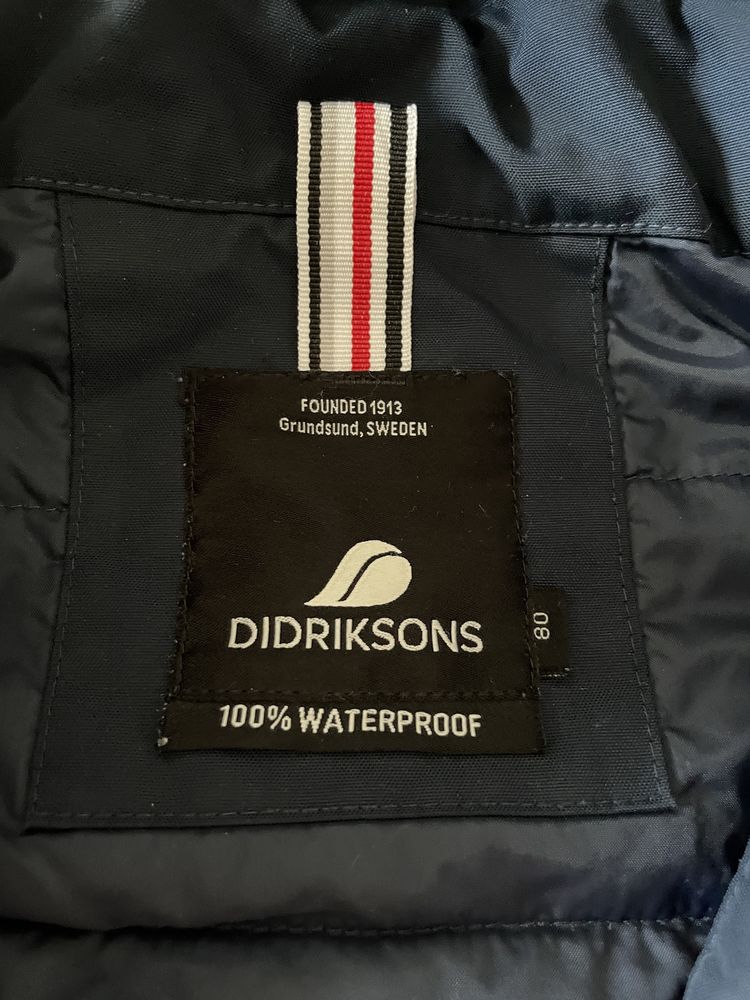 FOUNDED 1913
Grundsund, SWEDEN
DIDRIKSONS
80
100% WATERPROOF